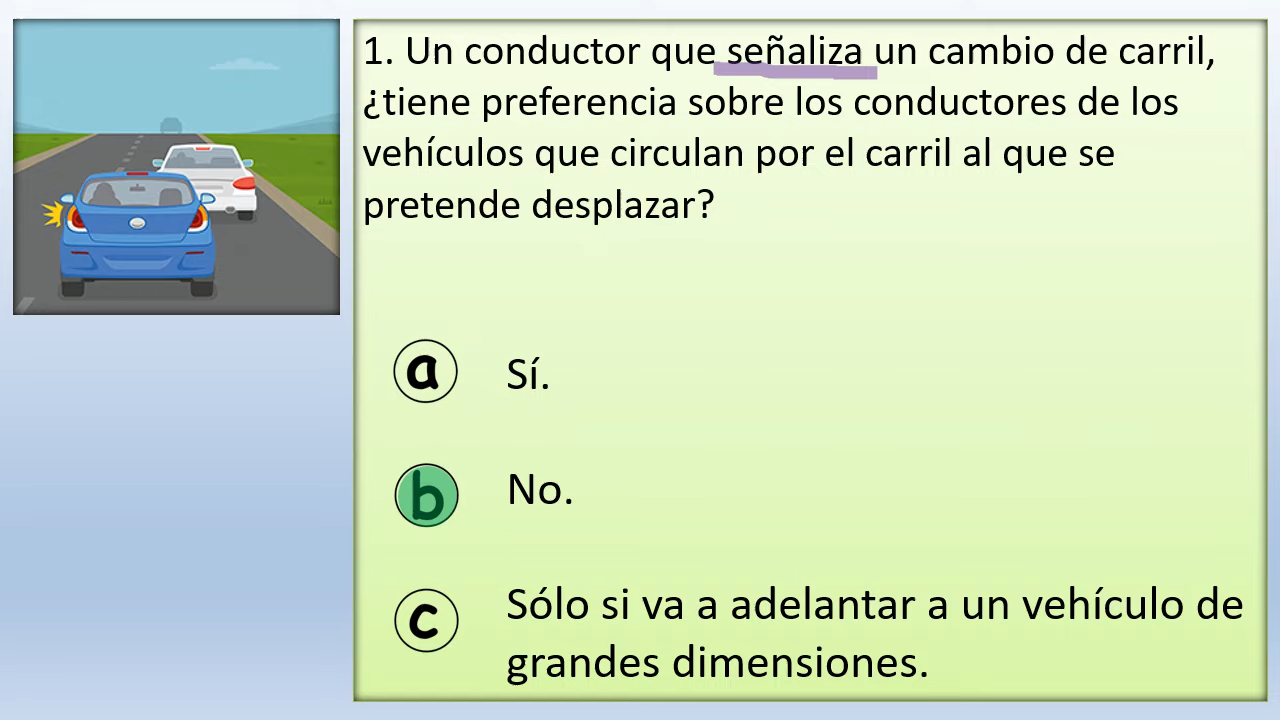 1. Un conductor que señaliza un cambio de carril,
¿tiene preferencia sobre los conductores de los
vehículos que circulan por el carril al que se
pretende desplazar?
a Sí.
b No.
c Sólo si va a adelantar a un vehículo de
grandes dimensiones.